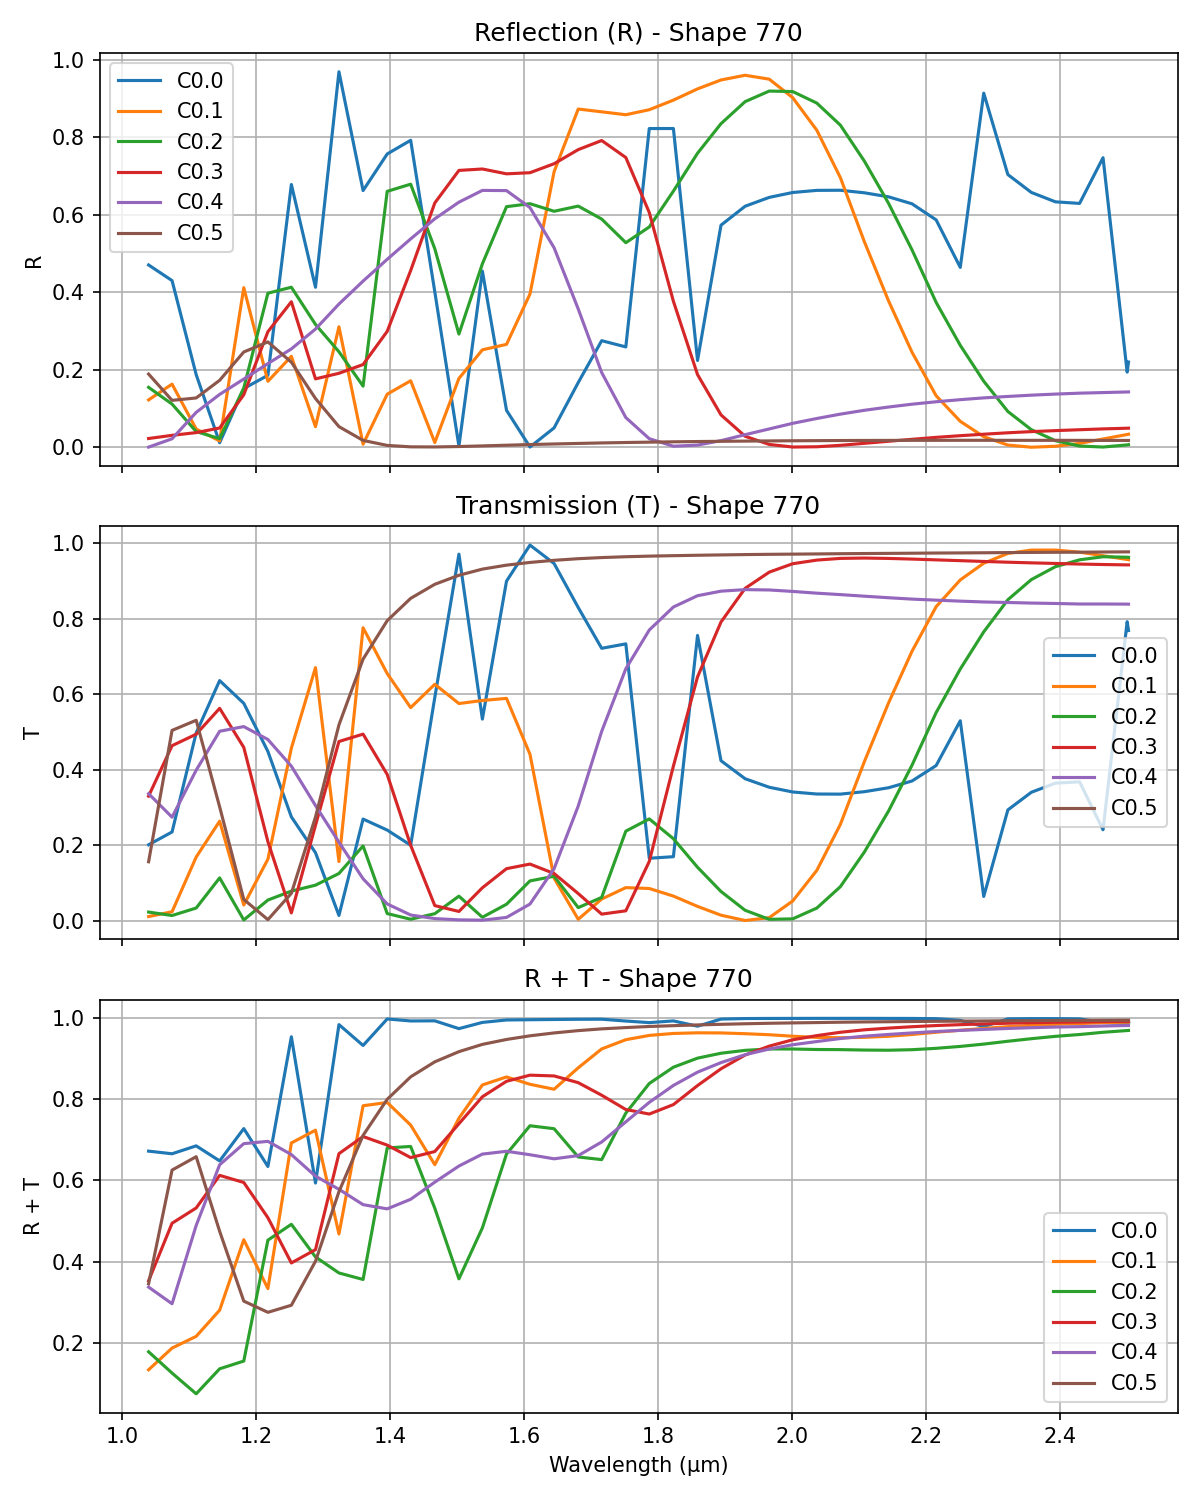 Reflection (R) - Shape 770
1.0
0.8
0.6
0.4
0.2
0.0
R
C0.0
C0.1
C0.2
C0.3
C0.4
C0.5
Transmission (T) - Shape 770
1.0
0.8
0.6
0.4
0.2
0.0
T
C0.0
C0.1
C0.2
C0.3
C0.4
C0.5
R + T - Shape 770
1.0
0.8
0.6
0.4
0.2
R + T
C0.0
C0.1
C0.2
C0.3
C0.4
C0.5
1.0 1.2 1.4 1.6 1.8 2.0 2.2 2.4
Wavelength (μm)